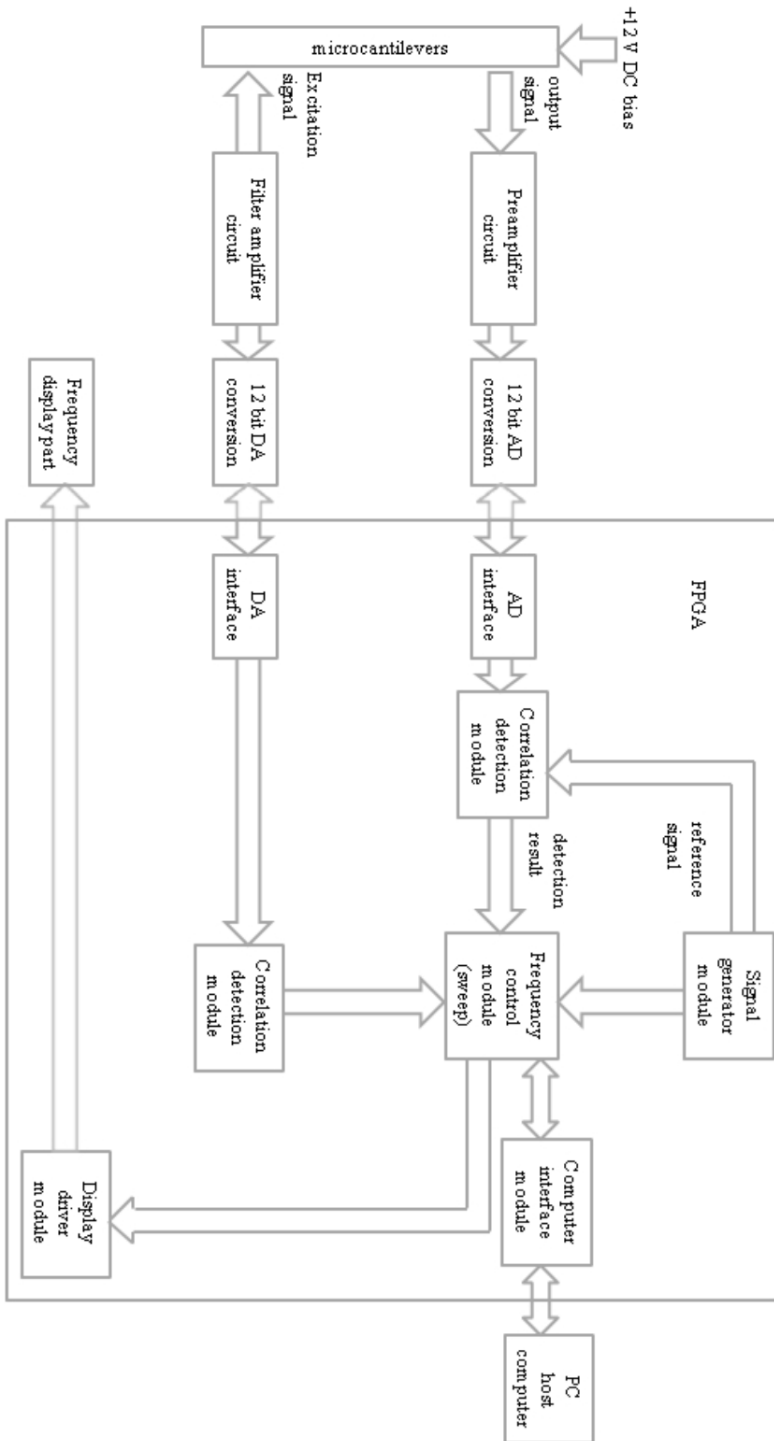 +12 V DC bias
microcantilevers
output
signal
Excitation
signal
Preamplifier
circuit
Filter amplifier
circuit
12 bit AD
conversion
12 bit DA
conversion
Frequency
display part
FPGA
AD
interface
DA
interface
Correlation
detection
module
reference
signal
detection
result
Signal
generator
module
Frequency
control
module
(sweep)
Correlation
detection
module
Computer
interface
module
Display
driver
module
PC
host
computer